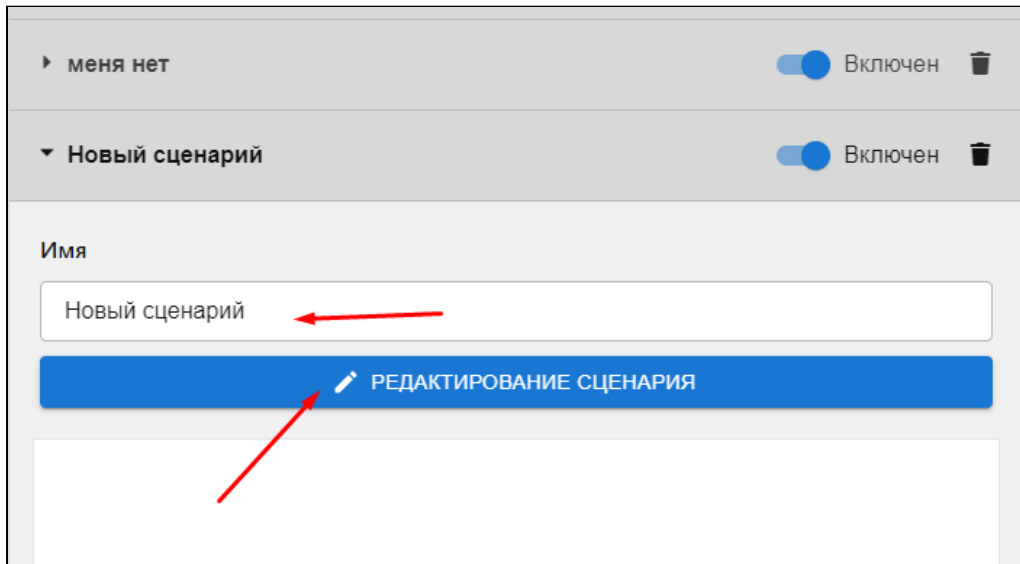 меня нет Включен
Новый сценарий Включен
Имя
Новый сценарий
РЕДАКТИРОВАНИЕ СЦЕНАРИЯ